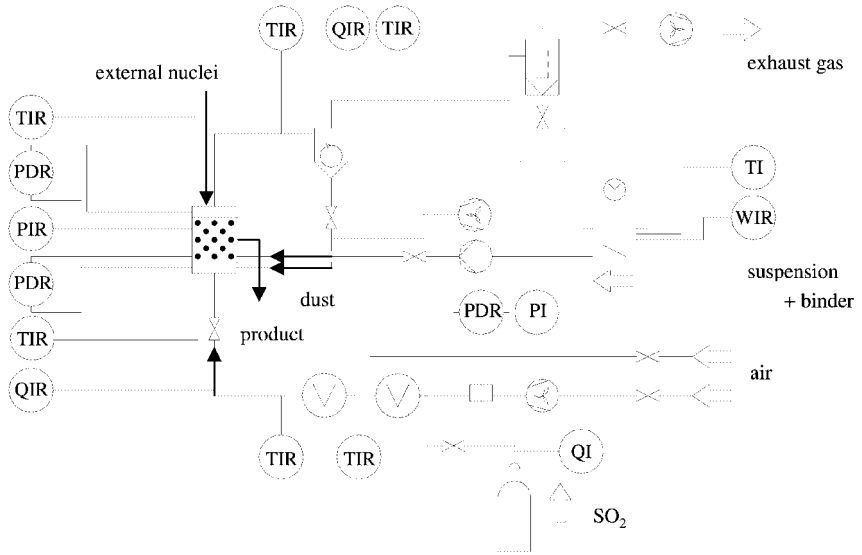 TIR QIR TIR
exhaust gas
external nuclei
TIR
PDR
TI
PIR
WIR
PDR
dust
suspension
+ binder
PDR PI
TIR
product
air
QIR
TIR TIR
QI
SO₂